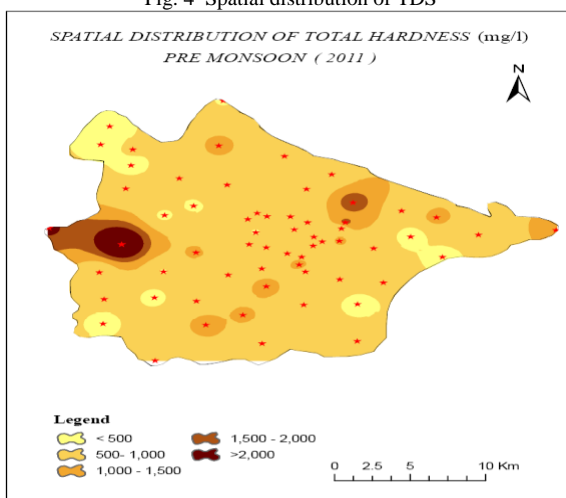 Fig. 4 Spatial distribution of TDS
SPATIAL DISTRIBUTION OF TOTAL HARDNESS (mg/l)
PRE MONSOON ( 2011 )
N
Legend
< 500
500- 1,000
1,000 - 1,500
1,500 - 2,000
>2,000
0 2.5 5 10 Km